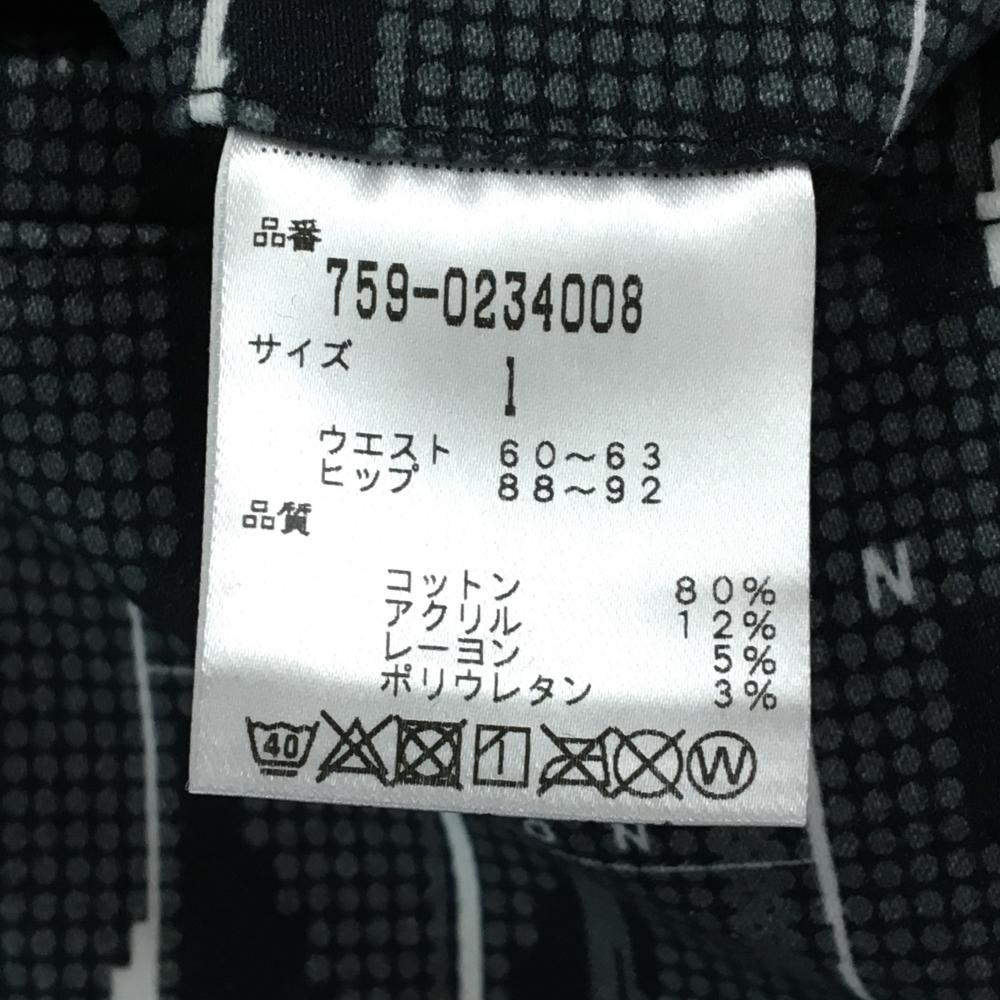 品番
759-0234008
サイズ
1
ウエスト 60~63
ヒップ 88~92
品質
コットン 80%
アクリル 12%
レーヨン 5%
ポリウレタン 3%
40 1 W
N
N